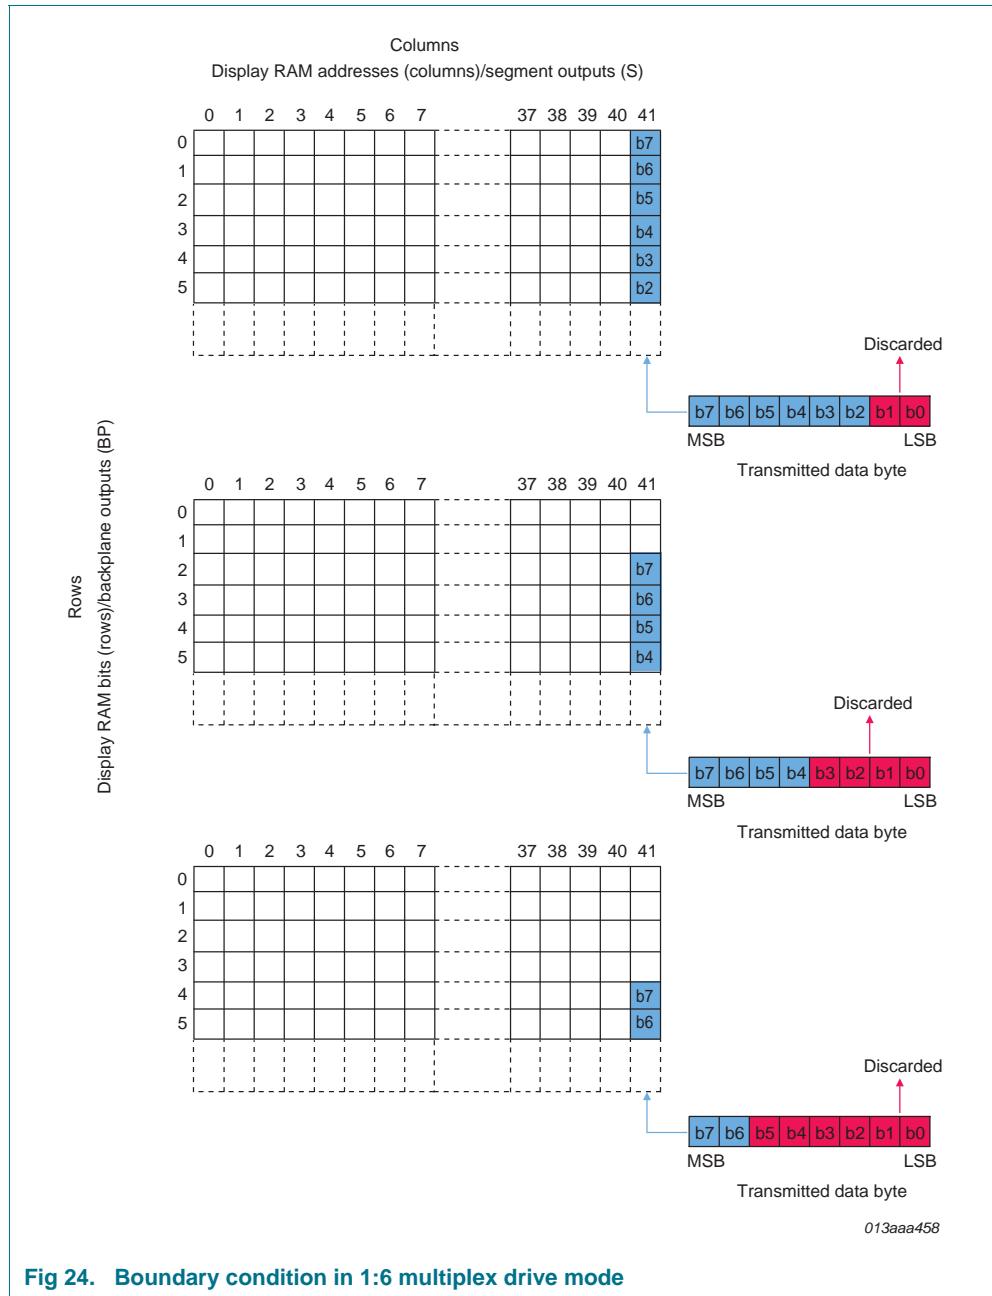 Columns
Display RAM addresses (columns)/segment outputs (S)
0 1 2 3 4 5 6 7 37 38 39 40 41
0 b7
1 b6
2 b5
3 b4
4 b3
5 b2
Discarded
b7 b6 b5 b4 b3 b2 b1 b0
MSB LSB
Transmitted data byte
Rows
Display RAM bits (rows)/backplane outputs (BP)
0 1 2 3 4 5 6 7 37 38 39 40 41
0
1
2 b7
3 b6
4 b5
5 b4
Discarded
b7 b6 b5 b4 b3 b2 b1 b0
MSB LSB
Transmitted data byte
0 1 2 3 4 5 6 7 37 38 39 40 41
0
1
2
3
4 b7
5 b6
Discarded
b7 b6 b5 b4 b3 b2 b1 b0
MSB LSB
Transmitted data byte
013aaa458
Fig 24. Boundary condition in 1:6 multiplex drive mode